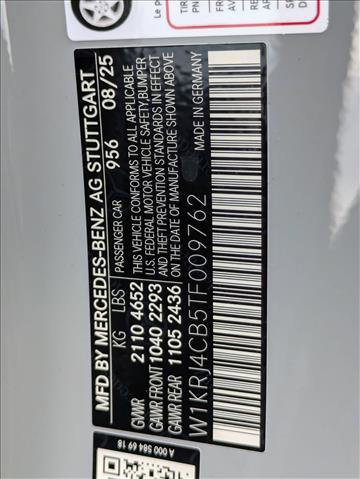 MFD BY MERCEDES-BENZ AG STUTTGART
956 08/25
KG LBS PASSENGER CAR
GVWR 2110 4652
GAWR FRONT 1040 2293
GAWR REAR 1105 2436
THIS VEHICLE CONFORMS TO ALL APPLICABLE
U.S. FEDERAL MOTOR VEHICLE SAFETY,BUMPER
AND THEFT PREVENTION STANDARDS IN EFFECT
ON THE DATE OF MANUFACTURE SHOWN ABOVE
MADE IN GERMANY
W1KRJ4CB5TF009762
A 000 584 69 18
Le p